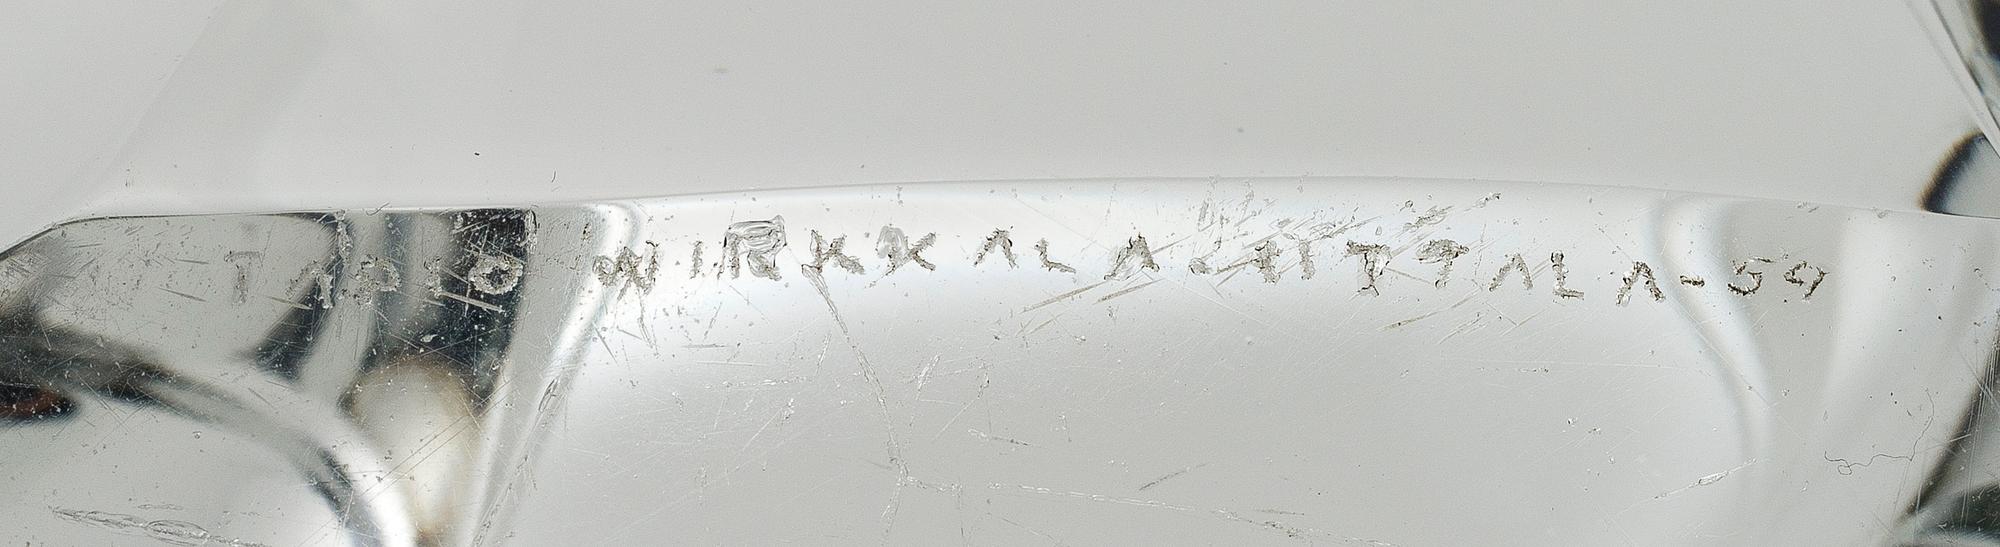 TAPIO WIRKKALA IITTALA-59